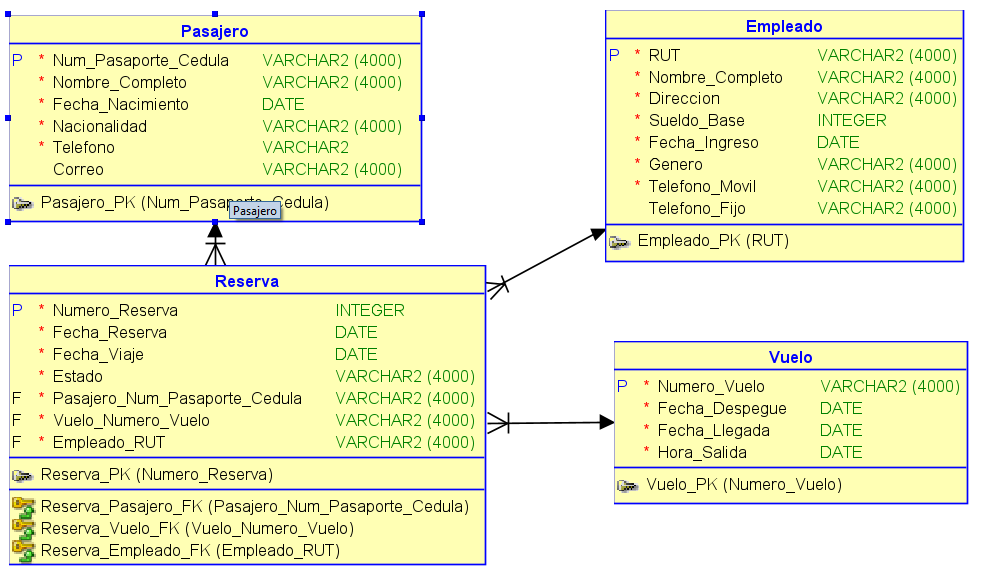 Pasajero
P * Num_Pasaporte_Cedula VARCHAR2 (4000)
* Nombre_Completo VARCHAR2 (4000)
* Fecha_Nacimiento DATE
* Nacionalidad VARCHAR2 (4000)
* Telefono VARCHAR2
Correo VARCHAR2 (4000)
Pasajero_PK (Num_Pasaporte_Cedula)
Pasajero
Empleado
P * RUT VARCHAR2 (4000)
* Nombre_Completo VARCHAR2 (4000)
* Direccion VARCHAR2 (4000)
* Sueldo_Base INTEGER
* Fecha_Ingreso DATE
* Genero VARCHAR2 (4000)
* Telefono_Movil VARCHAR2 (4000)
Telefono_Fijo VARCHAR2 (4000)
Empleado_PK (RUT)
Reserva
P * Numero_Reserva INTEGER
* Fecha_Reserva DATE
* Fecha_Viaje DATE
* Estado VARCHAR2 (4000)
F * Pasajero_Num_Pasaporte_Cedula VARCHAR2 (4000)
F * Vuelo_Numero_Vuelo VARCHAR2 (4000)
F * Empleado_RUT VARCHAR2 (4000)
Reserva_PK (Numero_Reserva)
Reserva_Pasajero_FK (Pasajero_Num_Pasaporte_Cedula)
Reserva_Vuelo_FK (Vuelo_Numero_Vuelo)
Reserva_Empleado_FK (Empleado_RUT)
Vuelo
P * Numero_Vuelo VARCHAR2 (4000)
* Fecha_Despegue DATE
* Fecha_Llegada DATE
* Hora_Salida DATE
Vuelo_PK (Numero_Vuelo)